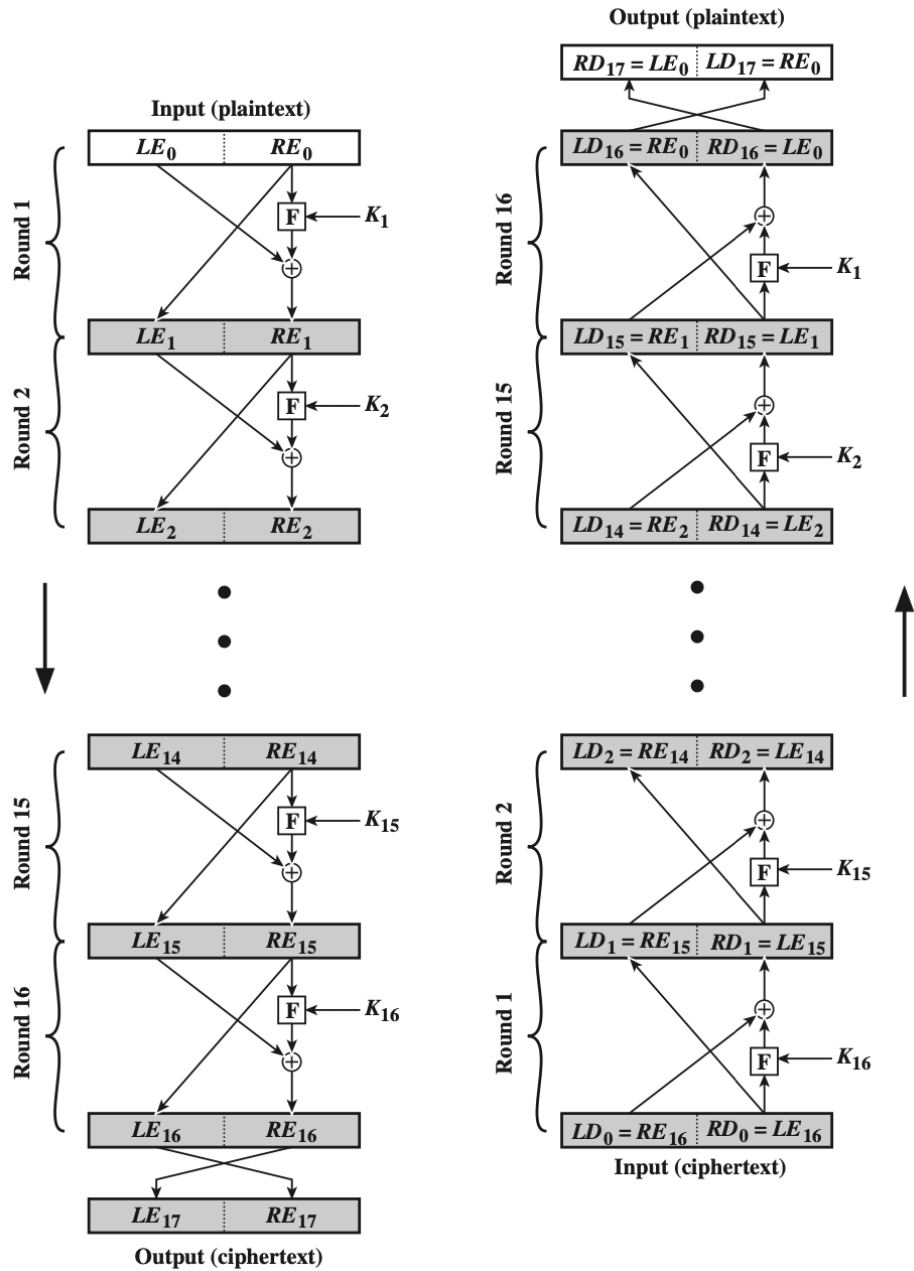 Input (plaintext)
LE₀ RE₀
Round 1
F
K₁
+
LE₁ RE₁
Round 2
F
K₂
+
LE₂ RE₂
LE₁₄ RE₁₄
Round 15
F
K₁₅
+
LE₁₅ RE₁₅
Round 16
F
K₁₆
+
LE₁₆ RE₁₆
LE₁₇ RE₁₇
Output (ciphertext)
Output (plaintext)
RD₁₇ = LE₀ LD₁₇ = RE₀
LD₁₆ = RE₀ RD₁₆ = LE₀
Round 16
+
F
K₁
LD₁₅ = RE₁ RD₁₅ = LE₁
Round 15
+
F
K₂
LD₁₄ = RE₂ RD₁₄ = LE₂
LD₂ = RE₁₄ RD₂ = LE₁₄
Round 2
+
F
K₁₅
LD₁ = RE₁₅ RD₁ = LE₁₅
Round 1
+
F
K₁₆
LD₀ = RE₁₆ RD₀ = LE₁₆
Input (ciphertext)